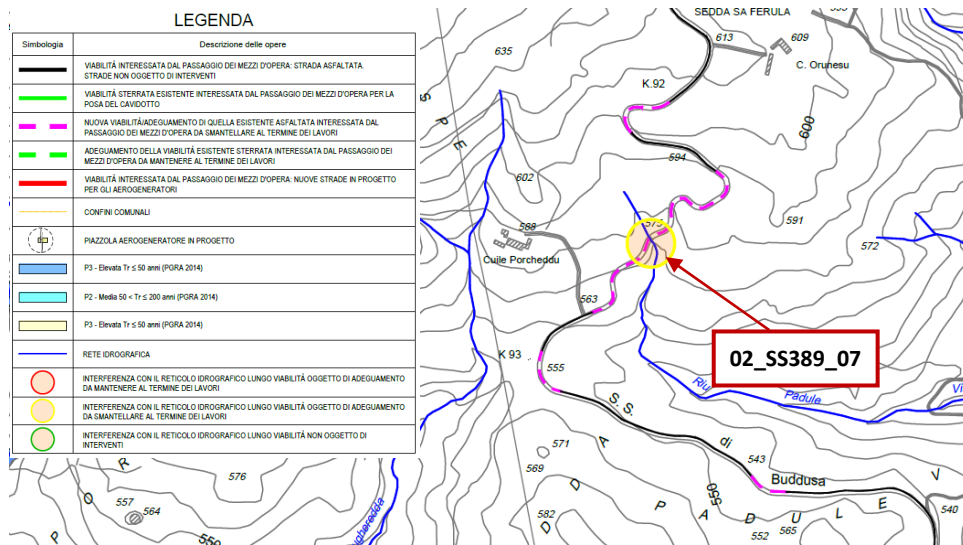 LEGENDA
Simbologia
Descrizione delle opere
VIABILITÀ INTERESSATA DAL PASSAGGIO DEI MEZZI D'OPERA: STRADA ASFALTATA.
STRADE NON OGGETTO DI INTERVENTI
VIABILITÀ STERRATA ESISTENTE INTERESSATA DAL PASSAGGIO DEI MEZZI D'OPERA PER LA
POSA DEL CAVIDOTTO
NUOVA VIABILITÀ/ADEGUAMENTO DI QUELLA ESISTENTE ASFALTATA INTERESSATA DAL
PASSAGGIO DEI MEZZI D'OPERA DA SMANTELLARE AL TERMINE DEI LAVORI
ADEGUAMENTO DELLA VIABILITÀ ESISTENTE STERRATA INTERESSATA DAL PASSAGGIO DEI
MEZZI D'OPERA DA MANTENERE AL TERMINE DEI LAVORI
VIABILITÀ INTERESSATA DAL PASSAGGIO DEI MEZZI D'OPERA: NUOVE STRADE IN PROGETTO
PER GLI AEROGENERATORI
CONFINI COMUNALI
PIAZZOLA AEROGENERATORE IN PROGETTO
P3 - Elevata Tr ≤ 50 anni (PGRA 2014)
P2 - Media 50 < Tr ≤ 200 anni (PGRA 2014)
P3 - Elevata Tr ≤ 50 anni (PGRA 2014)
RETE IDROGRAFICA
INTERFERENZA CON IL RETICOLO IDROGRAFICO LUNGO VIABILITÀ OGGETTO DI ADEGUAMENTO
DA MANTENERE AL TERMINE DEI LAVORI
INTERFERENZA CON IL RETICOLO IDROGRAFICO LUNGO VIABILITÀ OGGETTO DI ADEGUAMENTO
DA SMANTELLARE AL TERMINE DEI LAVORI
INTERFERENZA CON IL RETICOLO IDROGRAFICO LUNGO VIABILITÀ NON OGGETTO DI
INTERVENTI
SEDDA SA FERULA
635
613
609
C. Orunesu
K.92
S P E
600
594
602
591
588
575
572
Cuile Porcheddu
563
K 93
02_SS389_07
555
Riu
Padule
S. S. di Buddusa
571
543
569
550
576
557
564
582
D P A D U L E V
D A
540
552
565
P O R